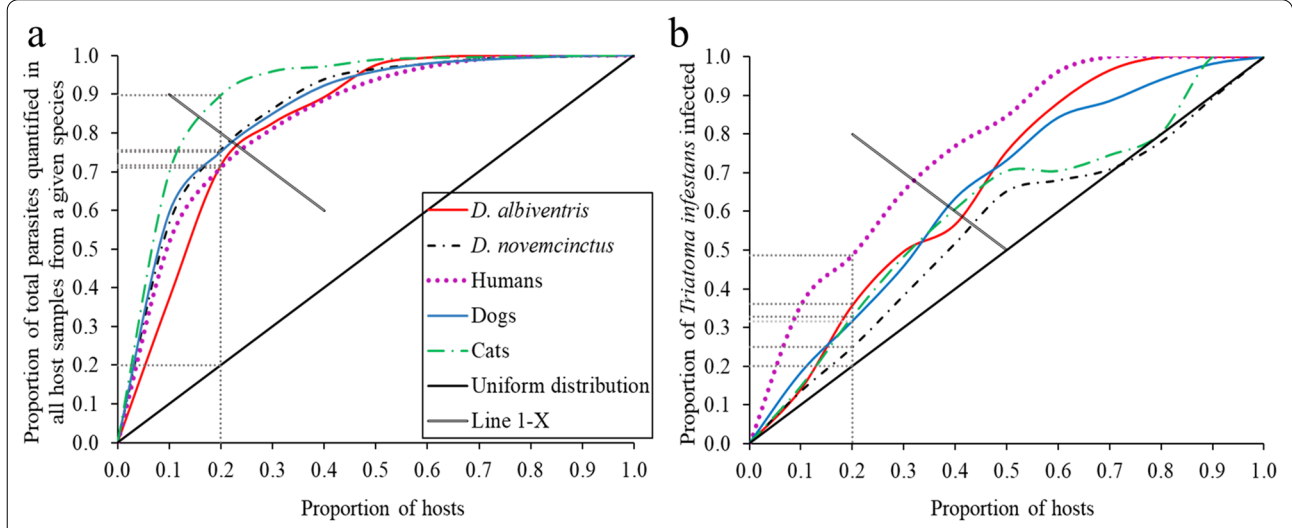 a
Proportion of total parasites quantified in
all host samples from a given species
1.0
0.9
0.8
0.7
0.6
0.5
0.4
0.3
0.2
0.1
0.0
0.0 0.1 0.2 0.3 0.4 0.5 0.6 0.7 0.8 0.9 1.0
Proportion of hosts
D. albiventris
D. novemcinctus
Humans
Dogs
Cats
Uniform distribution
Line 1-X
b
Proportion of Triatoma infestans infected
1.0
0.9
0.8
0.7
0.6
0.5
0.4
0.3
0.2
0.1
0.0
0.0 0.1 0.2 0.3 0.4 0.5 0.6 0.7 0.8 0.9 1.0
Proportion of hosts